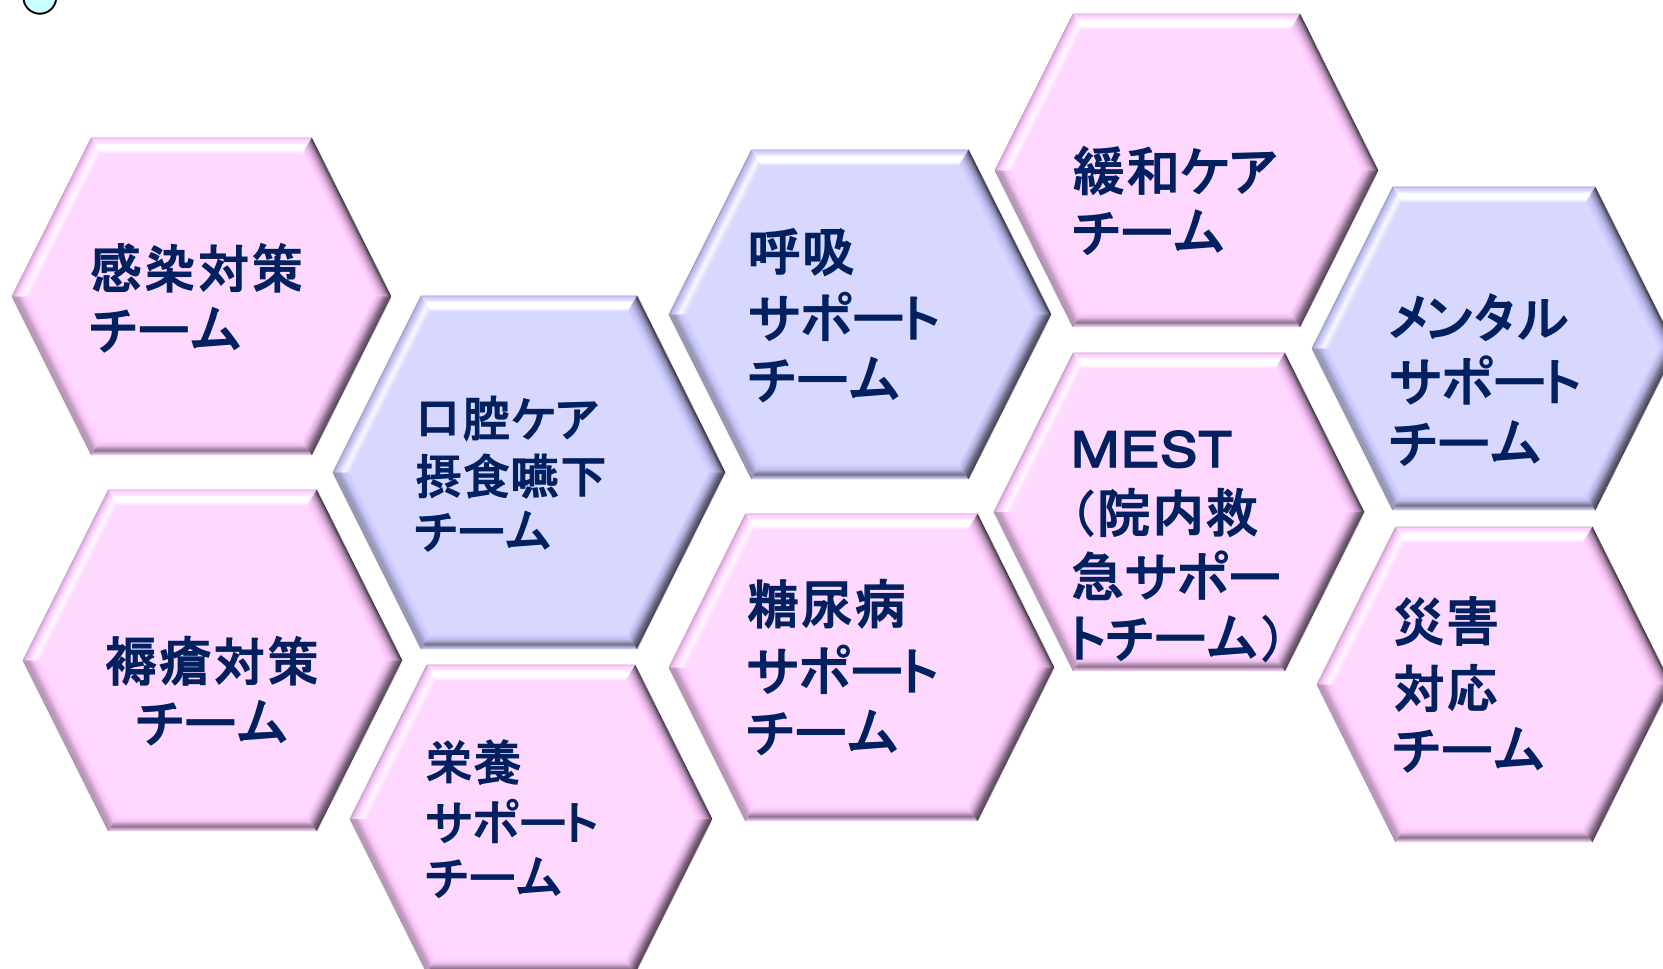 感染対策
チーム
褥瘡対策
チーム
口腔ケア
摂食嚥下
チーム
栄養
サポート
チーム
呼吸
サポート
チーム
糖尿病
サポート
チーム
緩和ケア
チーム
MEST
（院内救
急サポー
トチーム）
メンタル
サポート
チーム
災害
対応
チーム